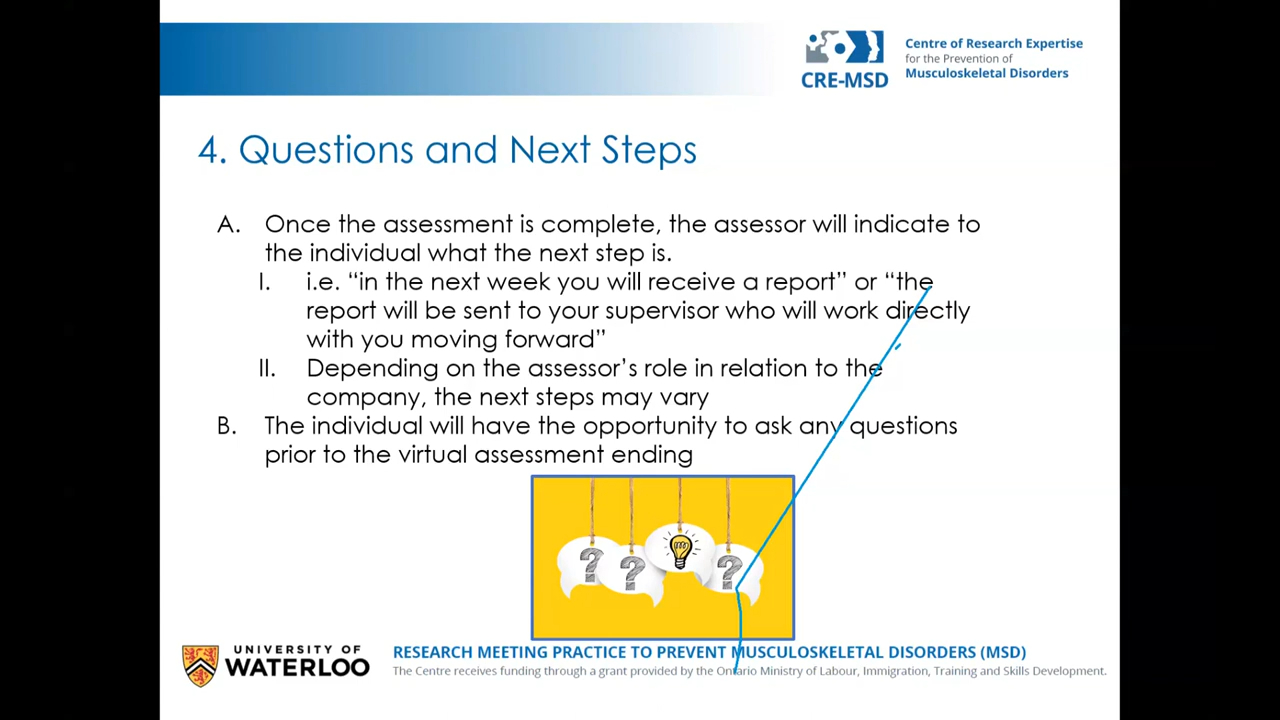 CRE-MSD
Centre of Research Expertise
for the Prevention of
Musculoskeletal Disorders
4. Questions and Next Steps
A. Once the assessment is complete, the assessor will indicate to
the individual what the next step is.
I. i.e. “in the next week you will receive a report” or “the
report will be sent to your supervisor who will work directly
with you moving forward”
II. Depending on the assessor’s role in relation to the
company, the next steps may vary
B. The individual will have the opportunity to ask any questions
prior to the virtual assessment ending
? ? ?
UNIVERSITY OF
WATERLOO
RESEARCH MEETING PRACTICE TO PREVENT MUSCULOSKELETAL DISORDERS (MSD)
The Centre receives funding through a grant provided by the Ontario Ministry of Labour, Immigration, Training and Skills Development.